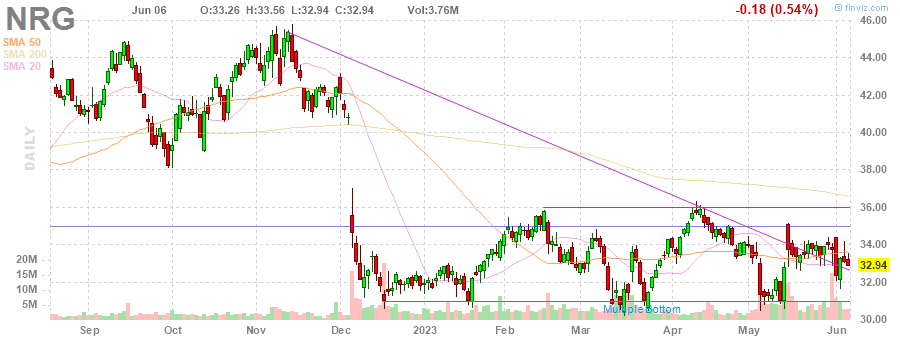 NRG Jun 06 O:33.26 H:33.56 L:32.94 C:32.94 Vol:3.76M -0.18 (0.54%) © finviz.com
SMA 50
SMA 200
SMA 20
DAILY
46.00
44.00
42.00
40.00
38.00
36.00
34.00
32.94
32.00
30.00
20M
15M
10M
5M
Multiple Bottom
Sep Oct Nov Dec 2023 Feb Mar Apr May Jun